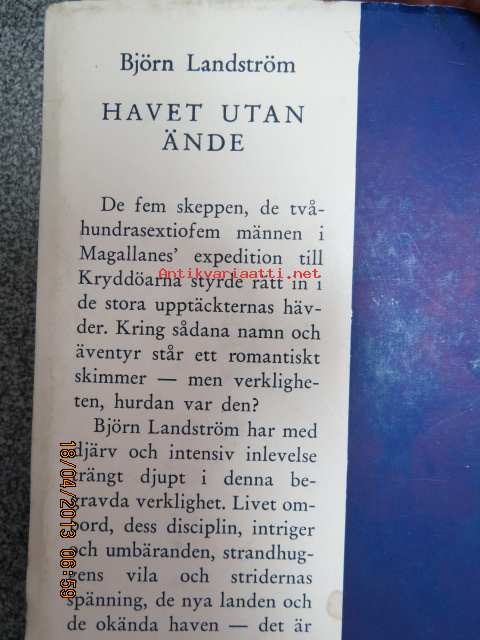 Björn Landström
HAVET UTAN
ÄNDE
De fem skeppen, de två-
hundrasextiofem männen i
Magallanes' expedition till
Antikvariaatti.net
Kryddöarna styrde rätt in i
de stora upptäckternas häv-
der. Kring sådana namn och
äventyr står ett romantiskt
skimmer — men verklighe-
ten, hurdan var den?
Björn Landström har med
djärv och intensiv inlevelse
trängt djupt i denna be-
gravda verklighet. Livet om-
bord, dess disciplin, intriger
och umbäranden, strandhug-
gens vila och stridernas
spänning, de nya landen och
de okända haven — det är
18/04/2013 06:59